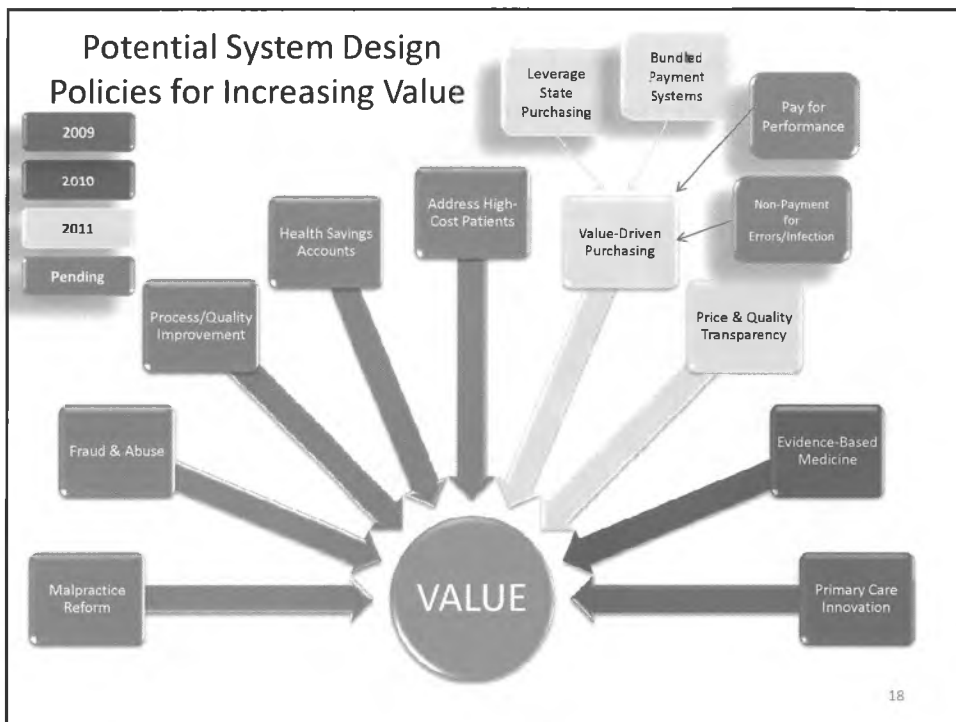 Potential System Design
Policies for Increasing Value
2009
2010
2011
Pending
Leverage
State
Purchasing
Bundled
Payment
Systems
Pay for
Performance
Non-Payment
for
Errors/Infection
Value-Driven
Purchasing
Address High-
Cost Patients
Health Savings
Accounts
Process/Quality
Improvement
Price & Quality
Transparency
Fraud & Abuse
Evidence-Based
Medicine
Malpractice
Reform
VALUE
Primary Care
Innovation
18